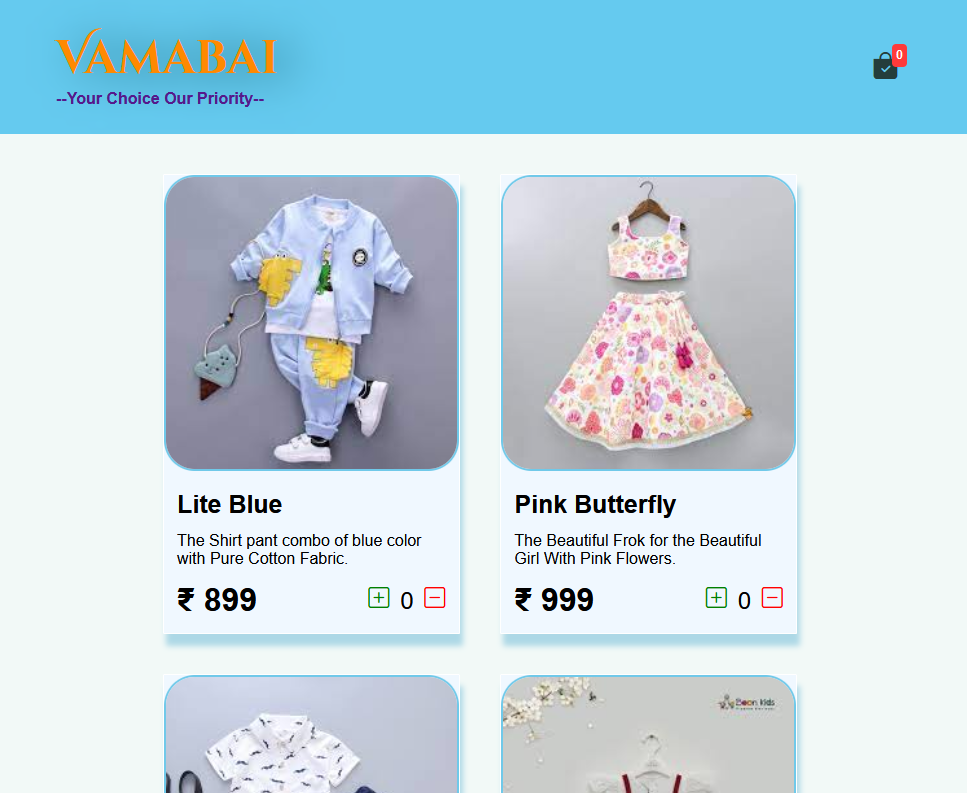 VAMABAI
0
--Your Choice Our Priority--
Lite Blue
The Shirt pant combo of blue color
with Pure Cotton Fabric.
₹ 899
0
Pink Butterfly
The Beautiful Frok for the Beautiful
Girl With Pink Flowers.
₹ 999
0
Boon kids